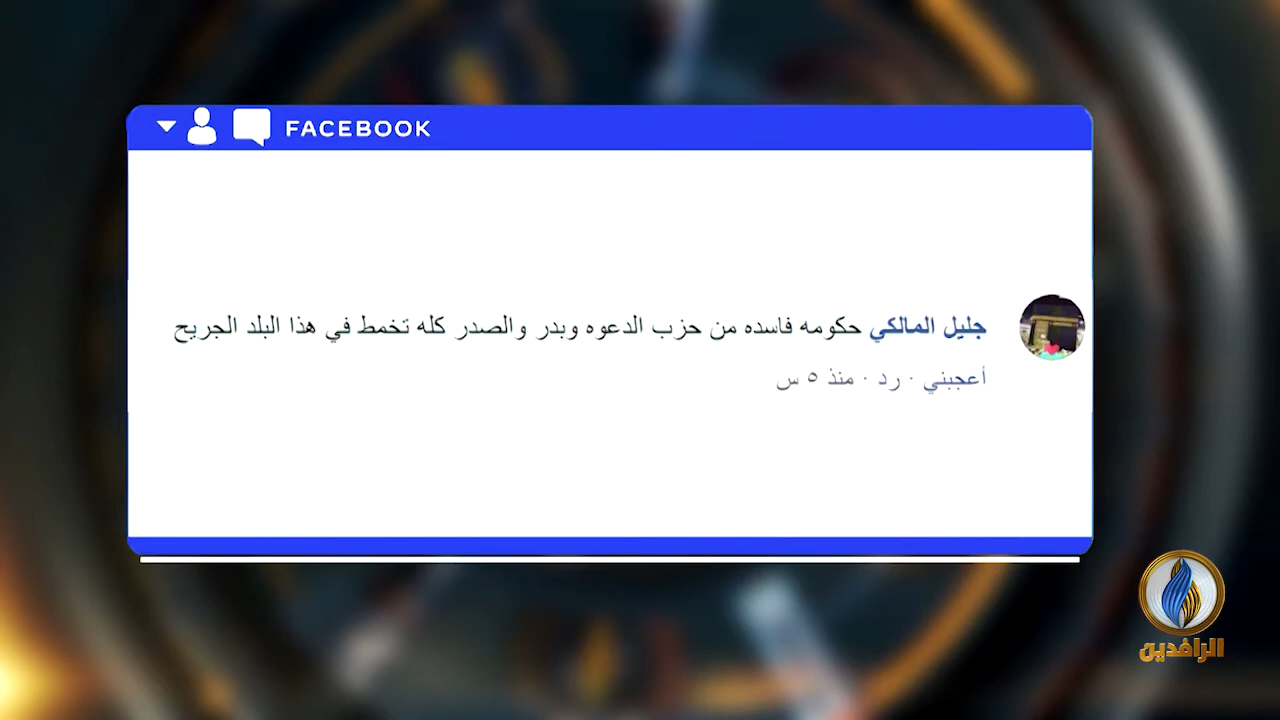 FACEBOOK
جليل المالكي حكومه فاسده من حزب الدعوه وبدر والصدر كله تخمط في هذا البلد الجريح
أعجبني · رد · منذ ٥ س
الرافدين